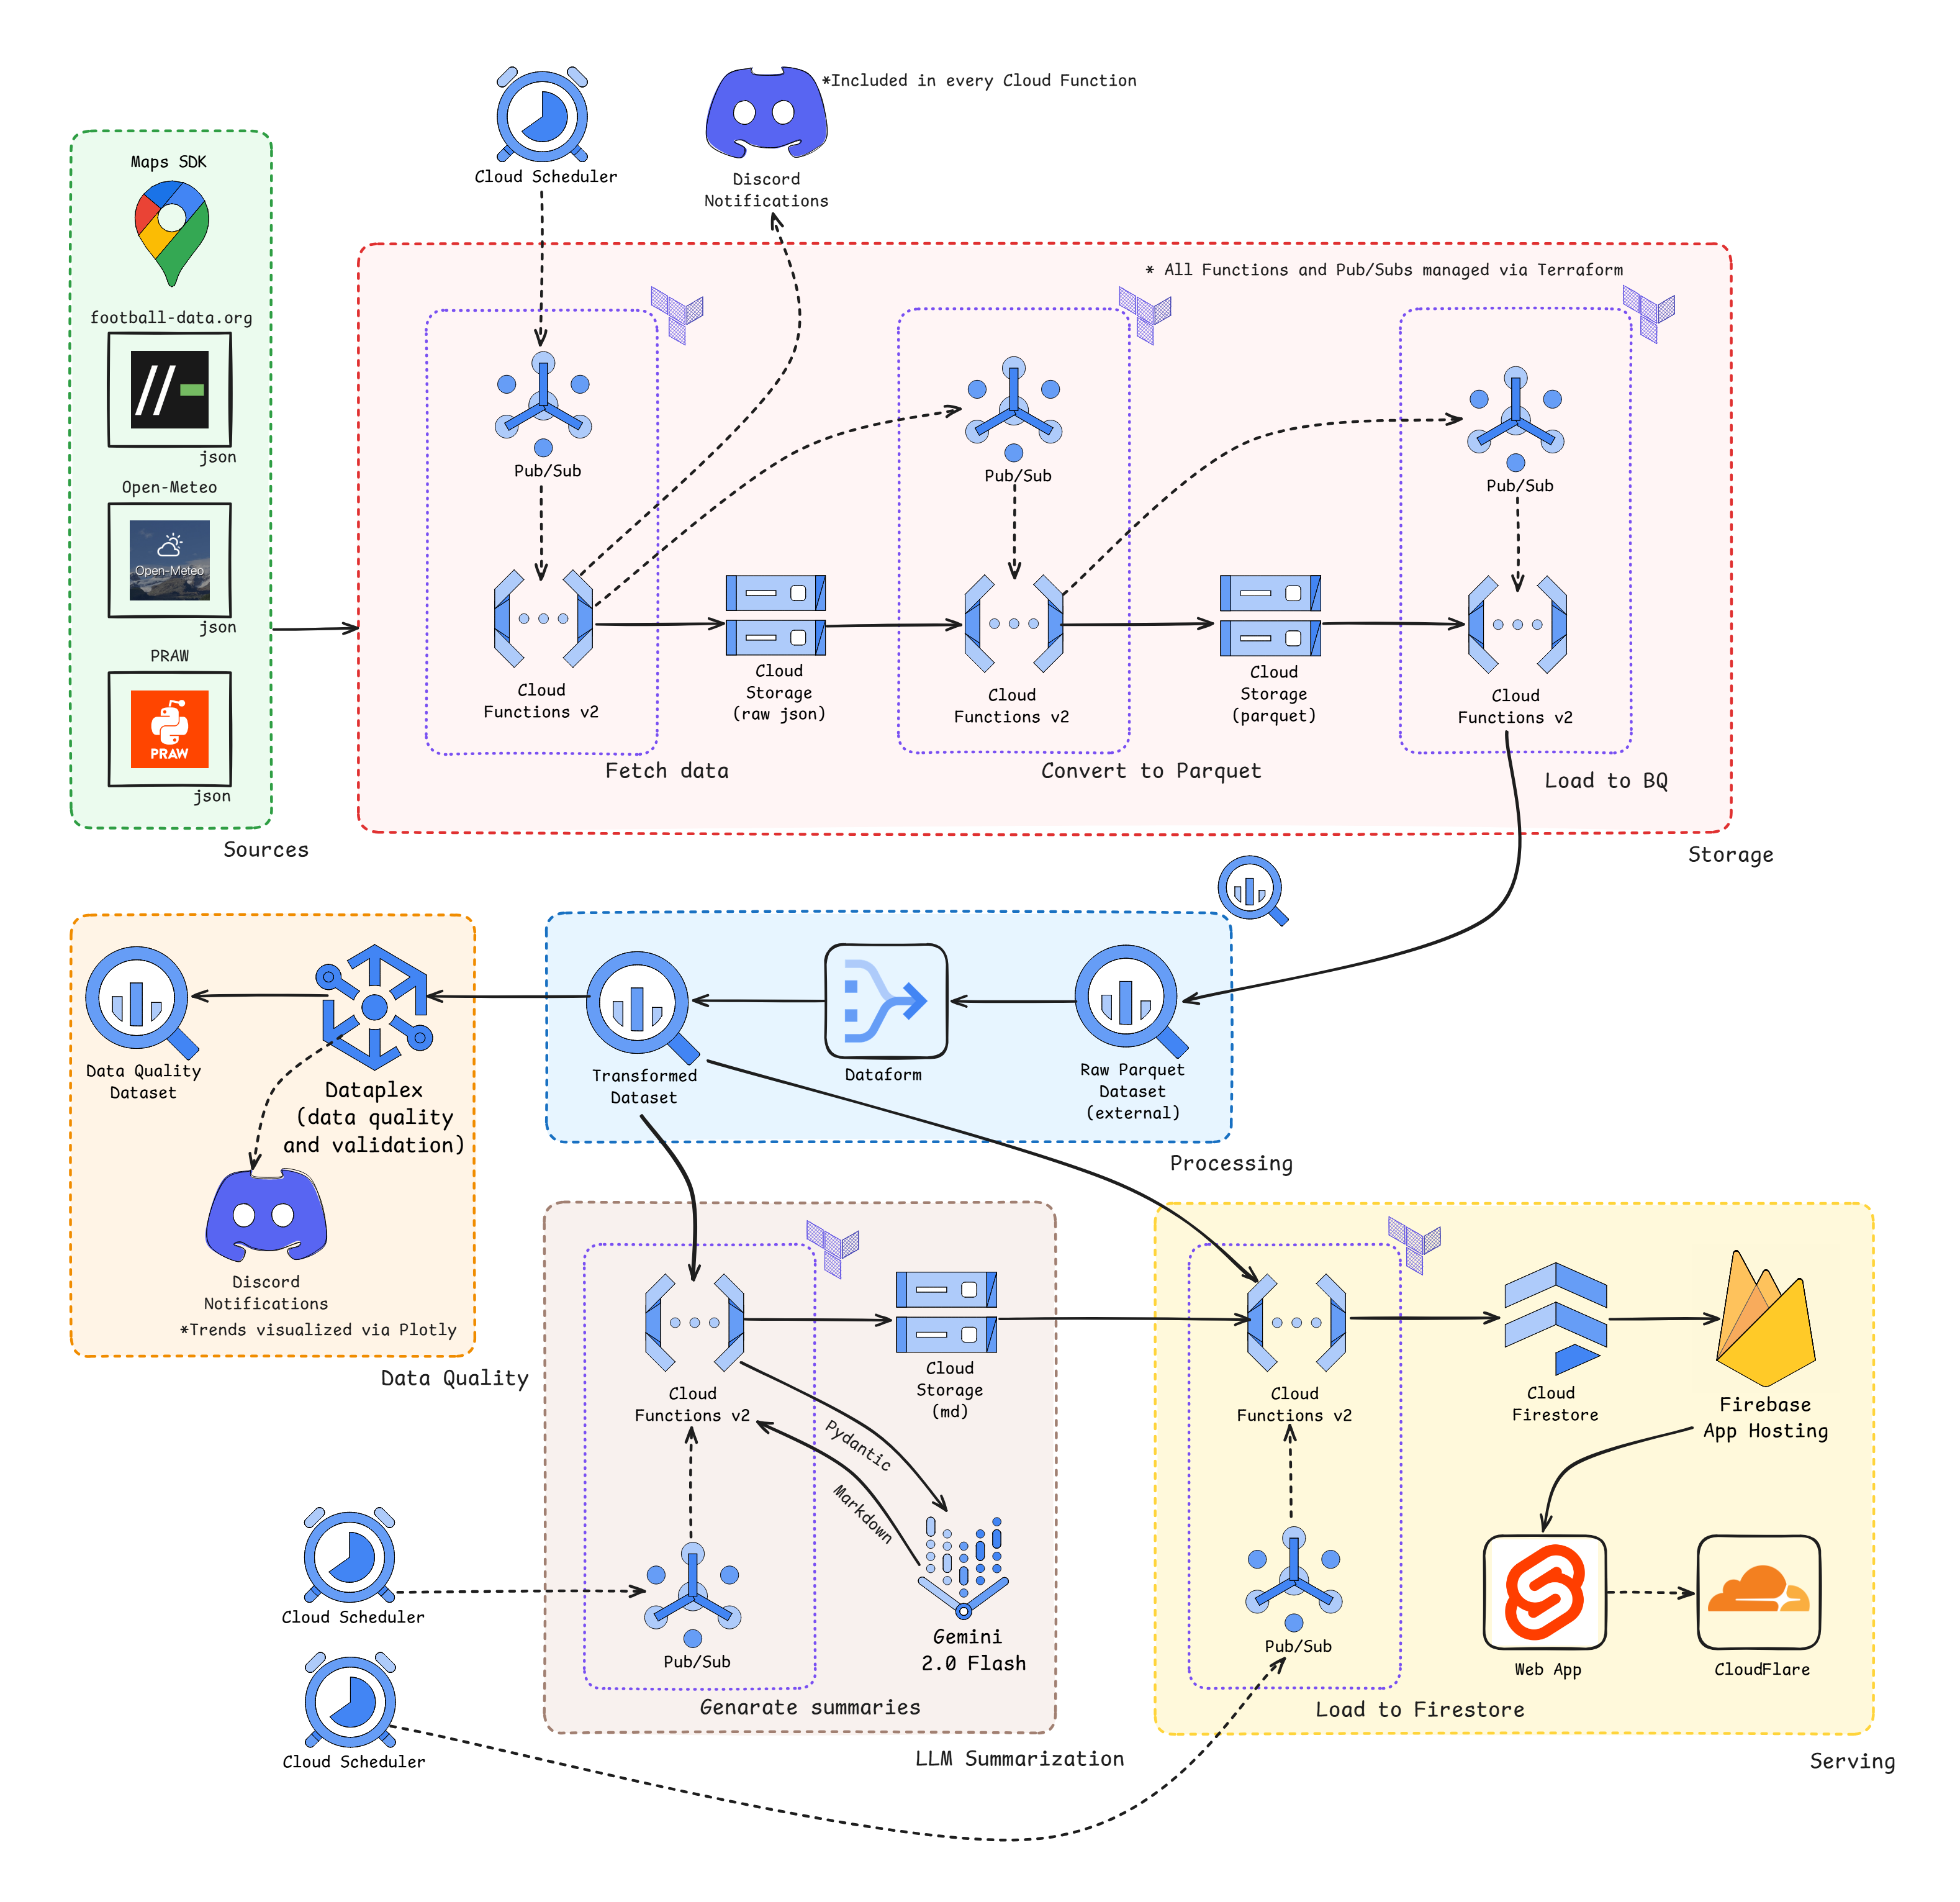 Cloud Scheduler
*Included in every Cloud Function
Discord
Notifications
Maps SDK
football-data.org
json
Open-Meteo
Open-Meteo
json
PRAW
PRAW
json
Sources
* All Functions and Pub/Subs managed via Terraform
Pub/Sub
Cloud
Functions v2
Fetch data
Cloud
Storage
(raw json)
Pub/Sub
Cloud
Functions v2
Convert to Parquet
Cloud
Storage
(parquet)
Pub/Sub
Cloud
Functions v2
Load to BQ
Storage
Data Quality
Dataset
Dataplex
(data quality
and validation)
Discord
Notifications
*Trends visualized via Plotly
Data Quality
Transformed
Dataset
Dataform
Raw Parquet
Dataset
(external)
Processing
Cloud
Functions v2
Cloud
Storage
(md)
Pydantic
Markdown
Pub/Sub
Gemini
2.0 Flash
Genarate summaries
LLM Summarization
Cloud Scheduler
Cloud Scheduler
Cloud
Functions v2
Cloud
Firestore
Firebase
App Hosting
Pub/Sub
Web App
CloudFlare
Load to Firestore
Serving